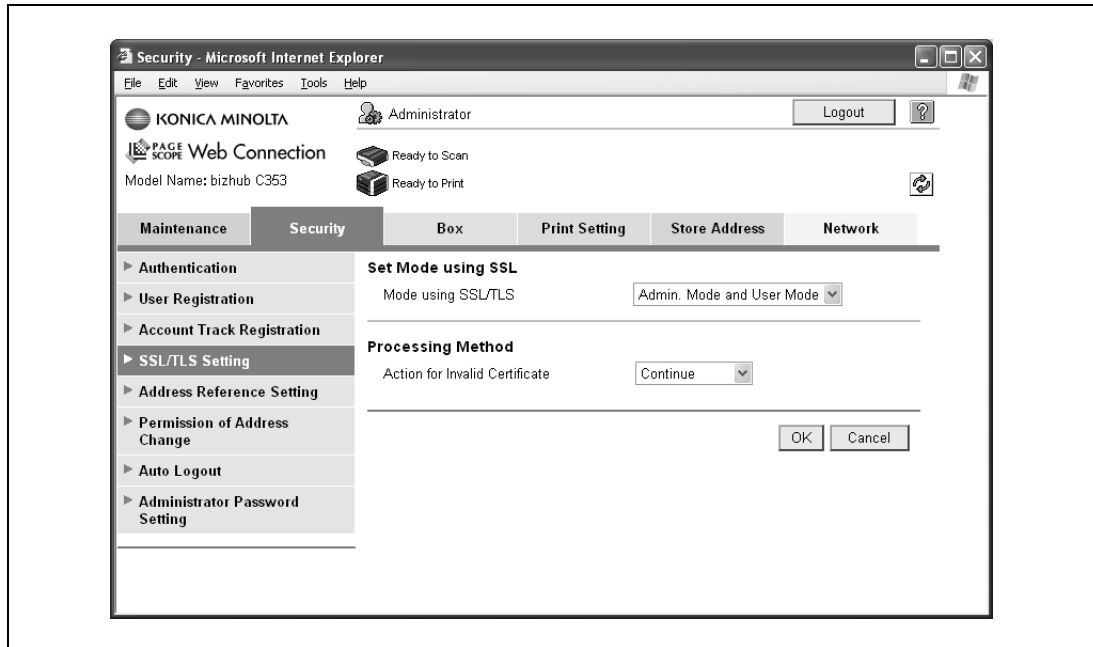 Security - Microsoft Internet Explorer
File Edit View Favorites Tools Help
KONICA MINOLTA
Administrator
Logout
?
PAGE SCOPE Web Connection
Ready to Scan
Model Name: bizhub C353
Ready to Print
Maintenance Security Box Print Setting Store Address Network
Authentication
User Registration
Account Track Registration
SSL/TLS Setting
Address Reference Setting
Permission of Address
Change
Auto Logout
Administrator Password
Setting
Set Mode using SSL
Mode using SSL/TLS Admin. Mode and User Mode
Processing Method
Action for Invalid Certificate Continue
OK Cancel